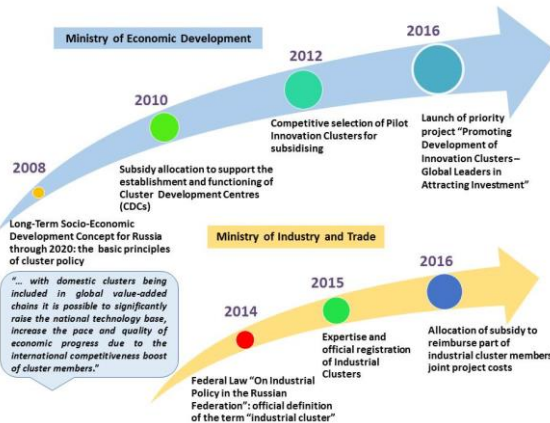 Ministry of Economic Development
2016
2012
2010
2008
Launch of priority
project “Promoting
Development of
Innovation Clusters –
Global Leaders in
Attracting Investment”
Competitive selection of Pilot
Innovation Clusters for
subsidising
Subsidy allocation to support the
establishment and functioning of
Cluster Development Centres
(CDCs)
Long-Term Socio-Economic
Development Concept for Russia
through 2020: the basic principles
of cluster policy
“... with domestic clusters being
included in global value-added
chains it is possible to significantly
raise the national technology base,
increase the pace and quality of
economic progress due to the
international competitiveness boost
of cluster members.”
Ministry of Industry and Trade
2016
2015
2014
Expertise and
official registration
of Industrial
Clusters
Allocation of subsidy to
reimburse part of
industrial cluster members
joint project costs
Federal Law “On Industrial
Policy in the Russian
Federation”: official definition
of the term “industrial cluster”